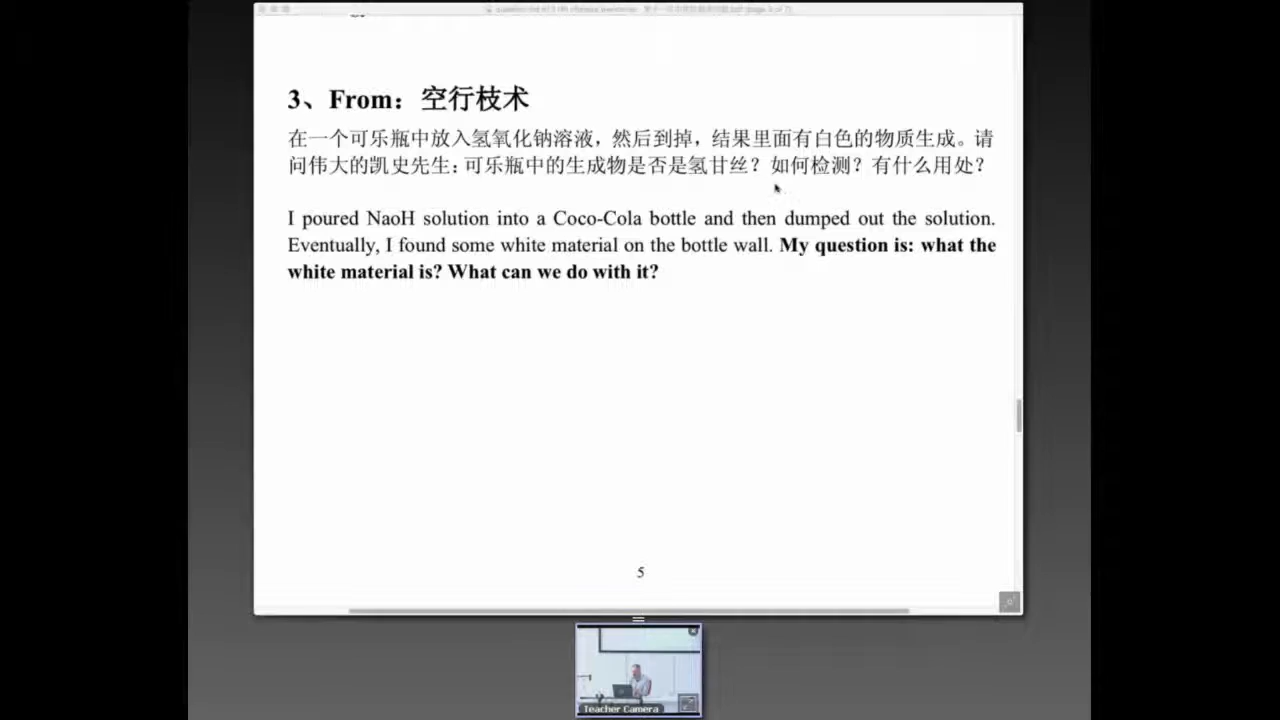 3、From：空行枝术
在一个可乐瓶中放入氢氧化钠溶液，然后到掉，结果里面有白色的物质生成。请
问伟大的凯史先生：可乐瓶中的生成物是否是氢甘丝？如何检测？有什么用处？
I poured NaoH solution into a Coco-Cola bottle and then dumped out the solution.
Eventually, I found some white material on the bottle wall. My question is: what the
white material is? What can we do with it?
5
Teacher Camera